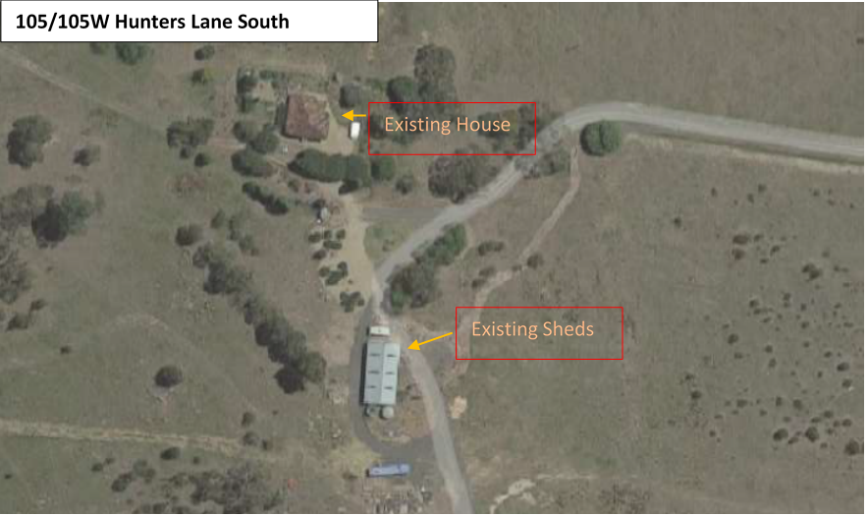 105/105W Hunters Lane South
Existing House
Existing Sheds